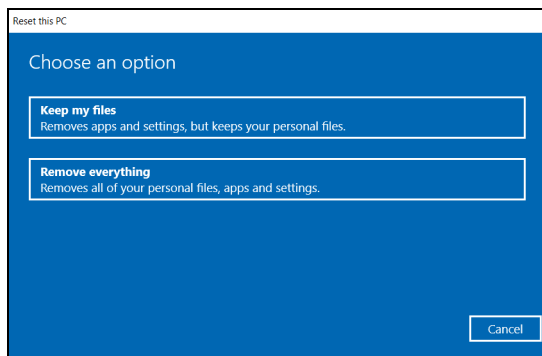 Reset this PC
Choose an option
Keep my files
Removes apps and settings, but keeps your personal files.
Remove everything
Removes all of your personal files, apps and settings.
Cancel